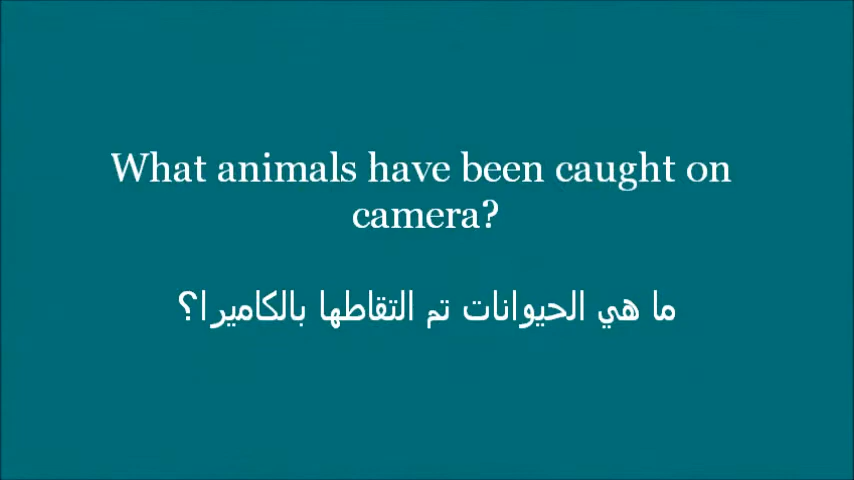 What animals have been caught on
camera?
ما هي الحيوانات تم التقاطها بالكاميرا؟